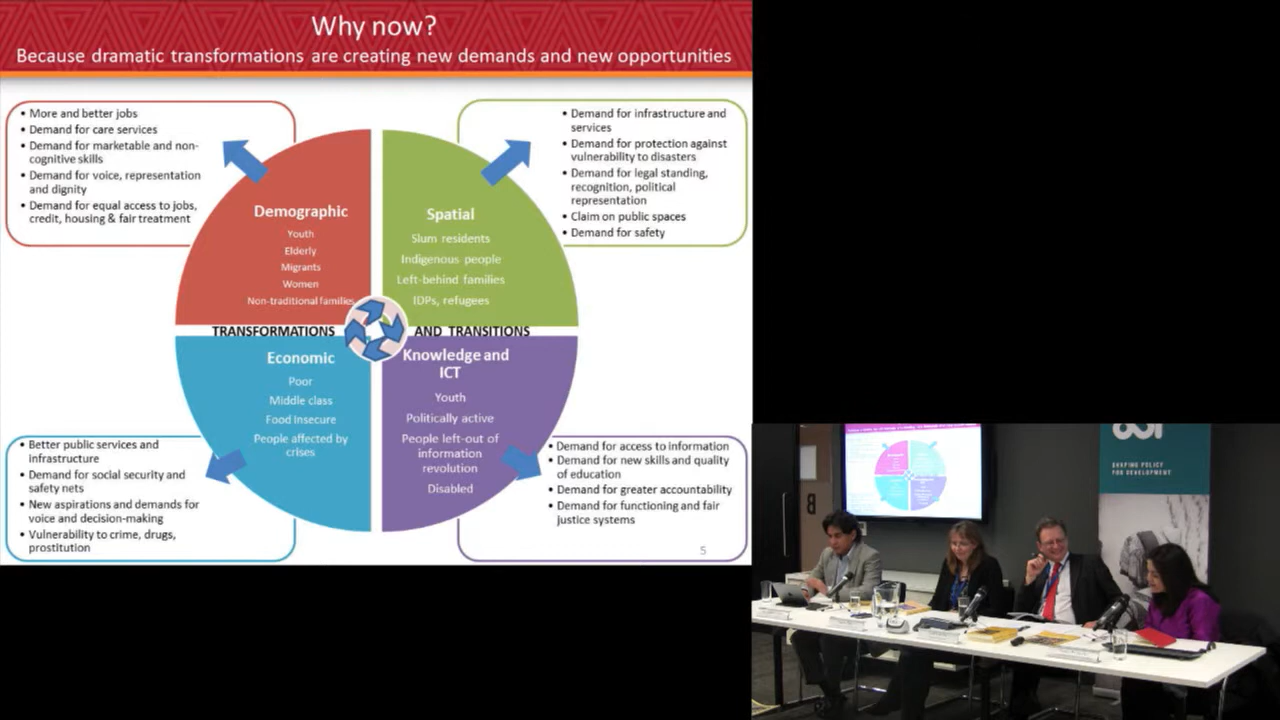 Why now?
Because dramatic transformations are creating new demands and new opportunities
• More and better jobs
• Demand for care services
• Demand for marketable and non-
cognitive skills
• Demand for voice, representation
and dignity
• Demand for equal access to jobs,
credit, housing & fair treatment
• Demand for infrastructure and
services
• Demand for protection against
vulnerability to disasters
• Demand for legal standing,
recognition, political
representation
• Claim on public spaces
• Demand for safety
Demographic
Youth
Elderly
Migrants
Women
Non-traditional families
Spatial
Slum residents
Indigenous people
Left-behind families
IDPs, refugees
TRANSFORMATIONS AND TRANSITIONS
Economic
Poor
Middle class
Food Insecure
People affected by
crises
Knowledge and
ICT
Youth
Politically active
People left-out of
information
revolution
Disabled
• Better public services and
infrastructure
• Demand for social security and
safety nets
• New aspirations and demands for
voice and decision-making
• Vulnerability to crime, drugs,
prostitution
• Demand for access to information
• Demand for new skills and quality
of education
• Demand for greater accountability
• Demand for functioning and fair
justice systems
5
SHAPING POLICY
FOR DEVELOPMENT